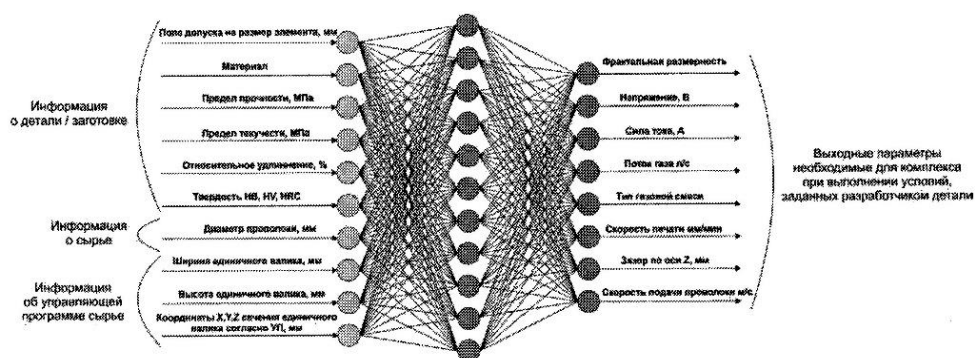 Поле допуска на размер элемента, мм
Материал
Предел прочности, МПа
Предел текучести, МПа
Относительное удлинение, %
Твердость HB, HV, HRC
Диаметр проволоки, мм
Ширина единичного валика, мм
Высота единичного валика, мм
Координаты X,Y,Z сечения единичного
валика согласно УП, мм
Информация
о детали / заготовке
Информация
о сырье
Информация
об управляющей
программе сырье
Фрактальная размерность
Напряжение, В
Сила тока, А
Поток газа л/с
Тип газовой смеси
Скорость печати мм/мин
Зазор по оси Z, мм
Скорость подачи проволоки м/с
Выходные параметры
необходимые для комплекса
при выполнении условий,
заданных разработчиком детали